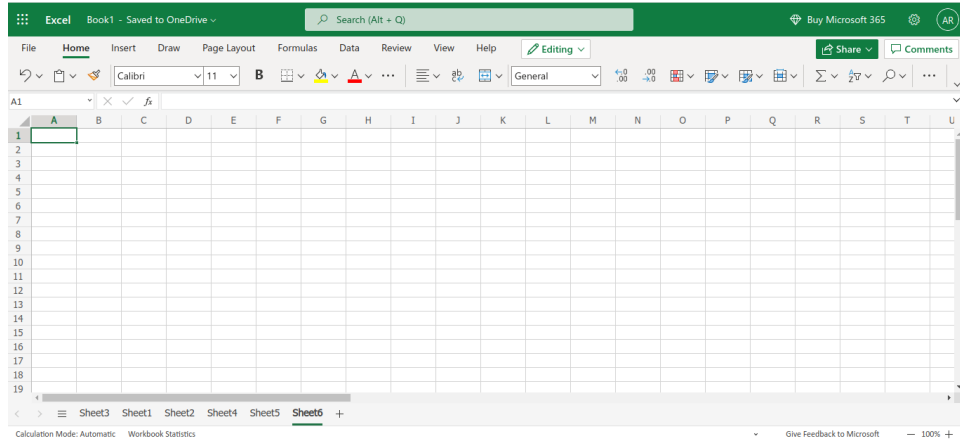 Excel Book1 - Saved to OneDrive Search (Alt + Q) Buy Microsoft 365 AR
File Home Insert Draw Page Layout Formulas Data Review View Help Editing Share Comments
Calibri 11 B A ab General
A1 fx
A B C D E F G H I J K L M N O P Q R S T U
1
2
3
4
5
6
7
8
9
10
11
12
13
14
15
16
17
18
19
Sheet3 Sheet1 Sheet2 Sheet4 Sheet5 Sheet6 +
Calculation Mode: Automatic Workbook Statistics Give Feedback to Microsoft — 100% +